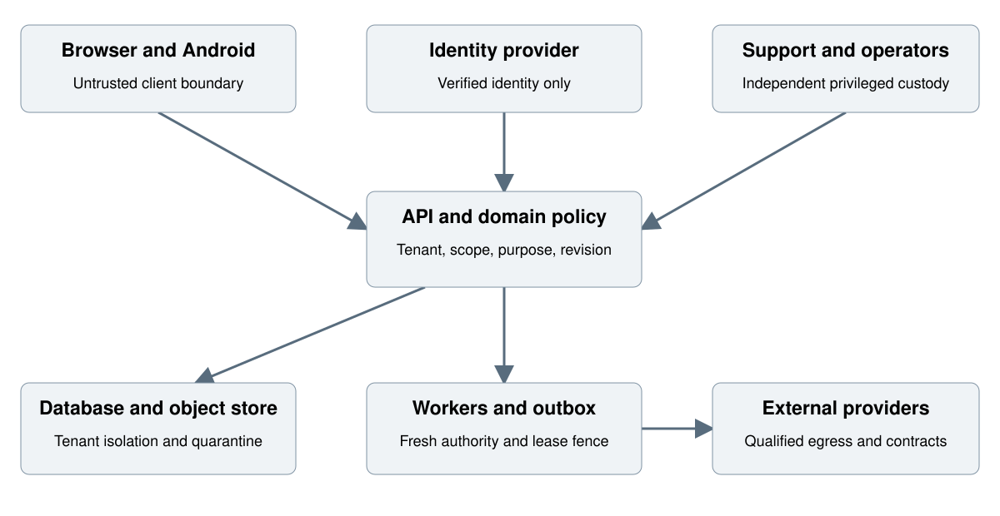 Browser and Android
Untrusted client boundary
Identity provider
Verified identity only
Support and operators
Independent privileged custody
API and domain policy
Tenant, scope, purpose, revision
Database and object store
Tenant isolation and quarantine
Workers and outbox
Fresh authority and lease fence
External providers
Qualified egress and contracts